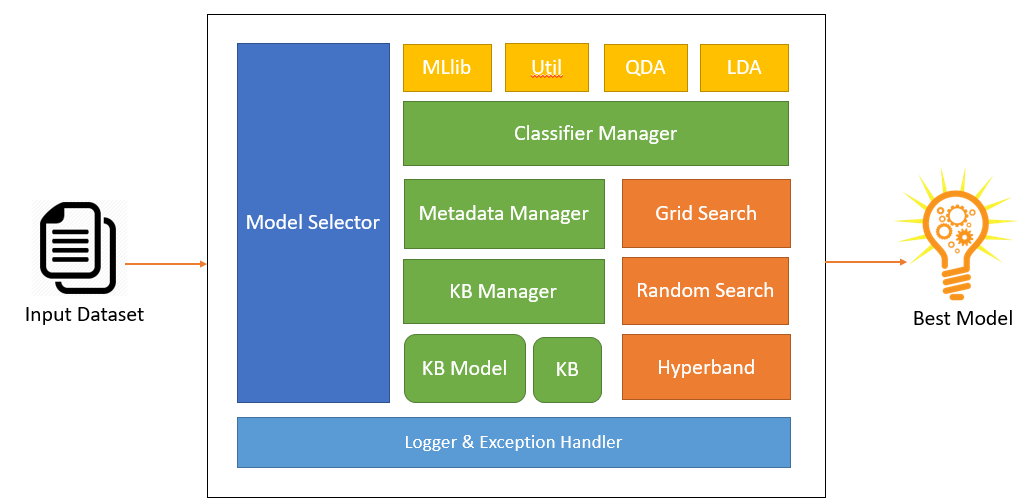 MLlib
Util
QDA
LDA
Classifier Manager
Model Selector
Metadata Manager
Grid Search
KB Manager
Random Search
KB Model
KB
Hyperband
Logger & Exception Handler
Input Dataset
Best Model